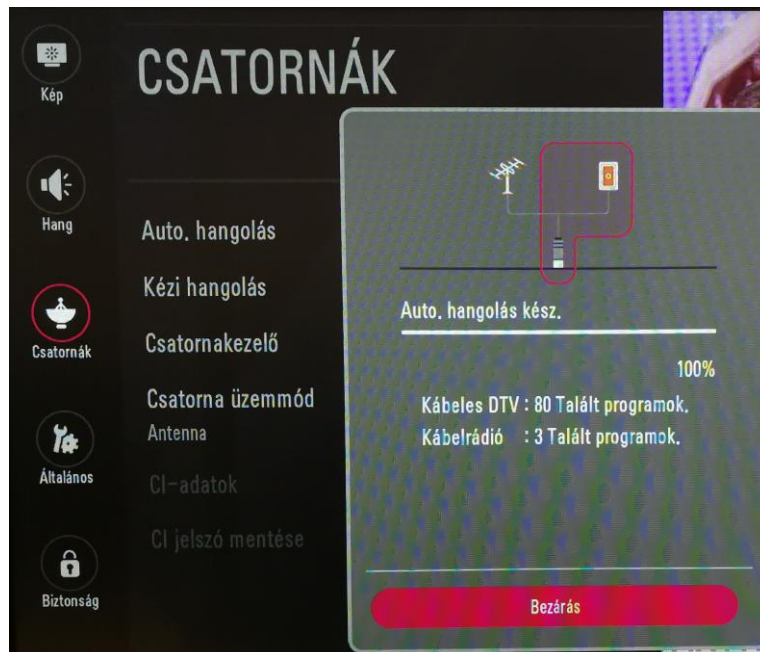 CSATORNÁK
Kép
Hang
Csatornák
Általános
Biztonság
Auto. hangolás
Kézi hangolás
Csatornakezelő
Csatorna üzemmód
Antenna
CI-adatok
CI jelszó mentése
Auto. hangolás kész.
100%
Kábeles DTV : 80 Talált programok.
Kábelrádió : 3 Talált programok.
Bezárás